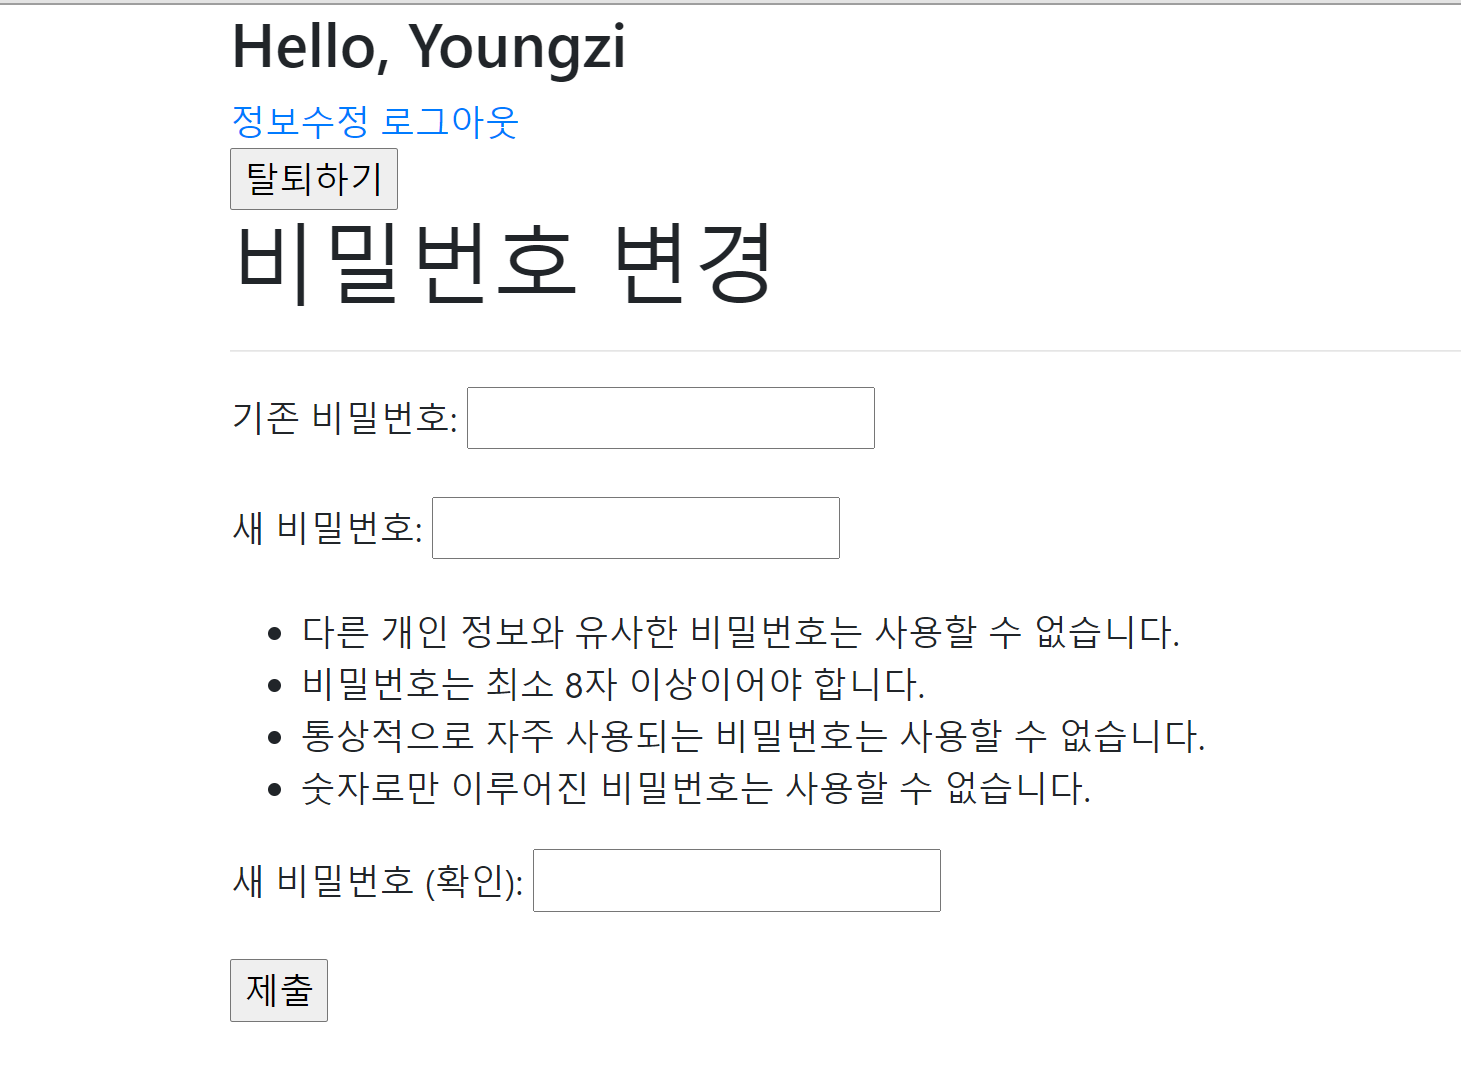 Hello, Youngzi
정보수정 로그아웃
탈퇴하기
비밀번호 변경
기존 비밀번호:
새 비밀번호:
다른 개인 정보와 유사한 비밀번호는 사용할 수 없습니다.
비밀번호는 최소 8자 이상이어야 합니다.
통상적으로 자주 사용되는 비밀번호는 사용할 수 없습니다.
숫자로만 이루어진 비밀번호는 사용할 수 없습니다.
새 비밀번호 (확인):
제출